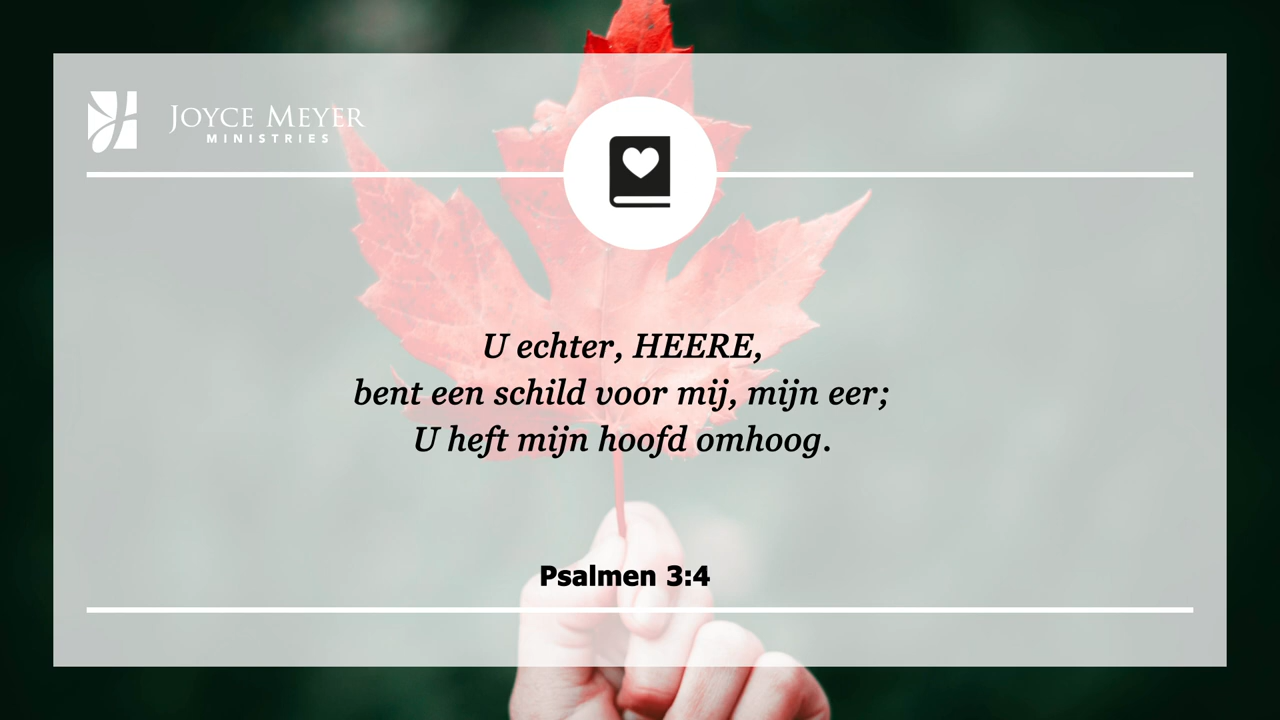 JOYCE MEYER
MINISTRIES
U echter, HEERE,
bent een schild voor mij, mijn eer;
U heft mijn hoofd omhoog.
Psalmen 3:4